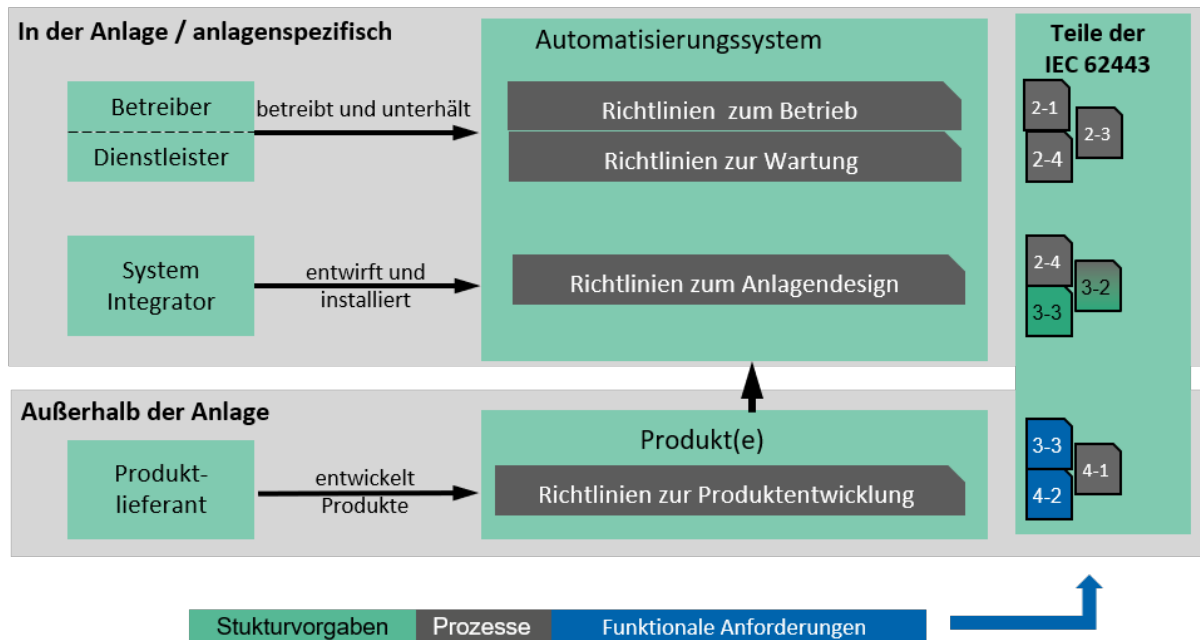 In der Anlage / anlagenspezifisch
Automatisierungssystem
Teile der
IEC 62443
Betreiber
Dienstleister
betreibt und unterhält
Richtlinien zum Betrieb
Richtlinien zur Wartung
2-1
2-3
2-4
System
Integrator
entwirft und
installiert
Richtlinien zum Anlagendesign
2-4
3-2
3-3
Außerhalb der Anlage
Produkt(e)
Produkt-
lieferant
entwickelt
Produkte
Richtlinien zur Produktentwicklung
3-3
4-1
4-2
Stukturvorgaben
Prozesse
Funktionale Anforderungen